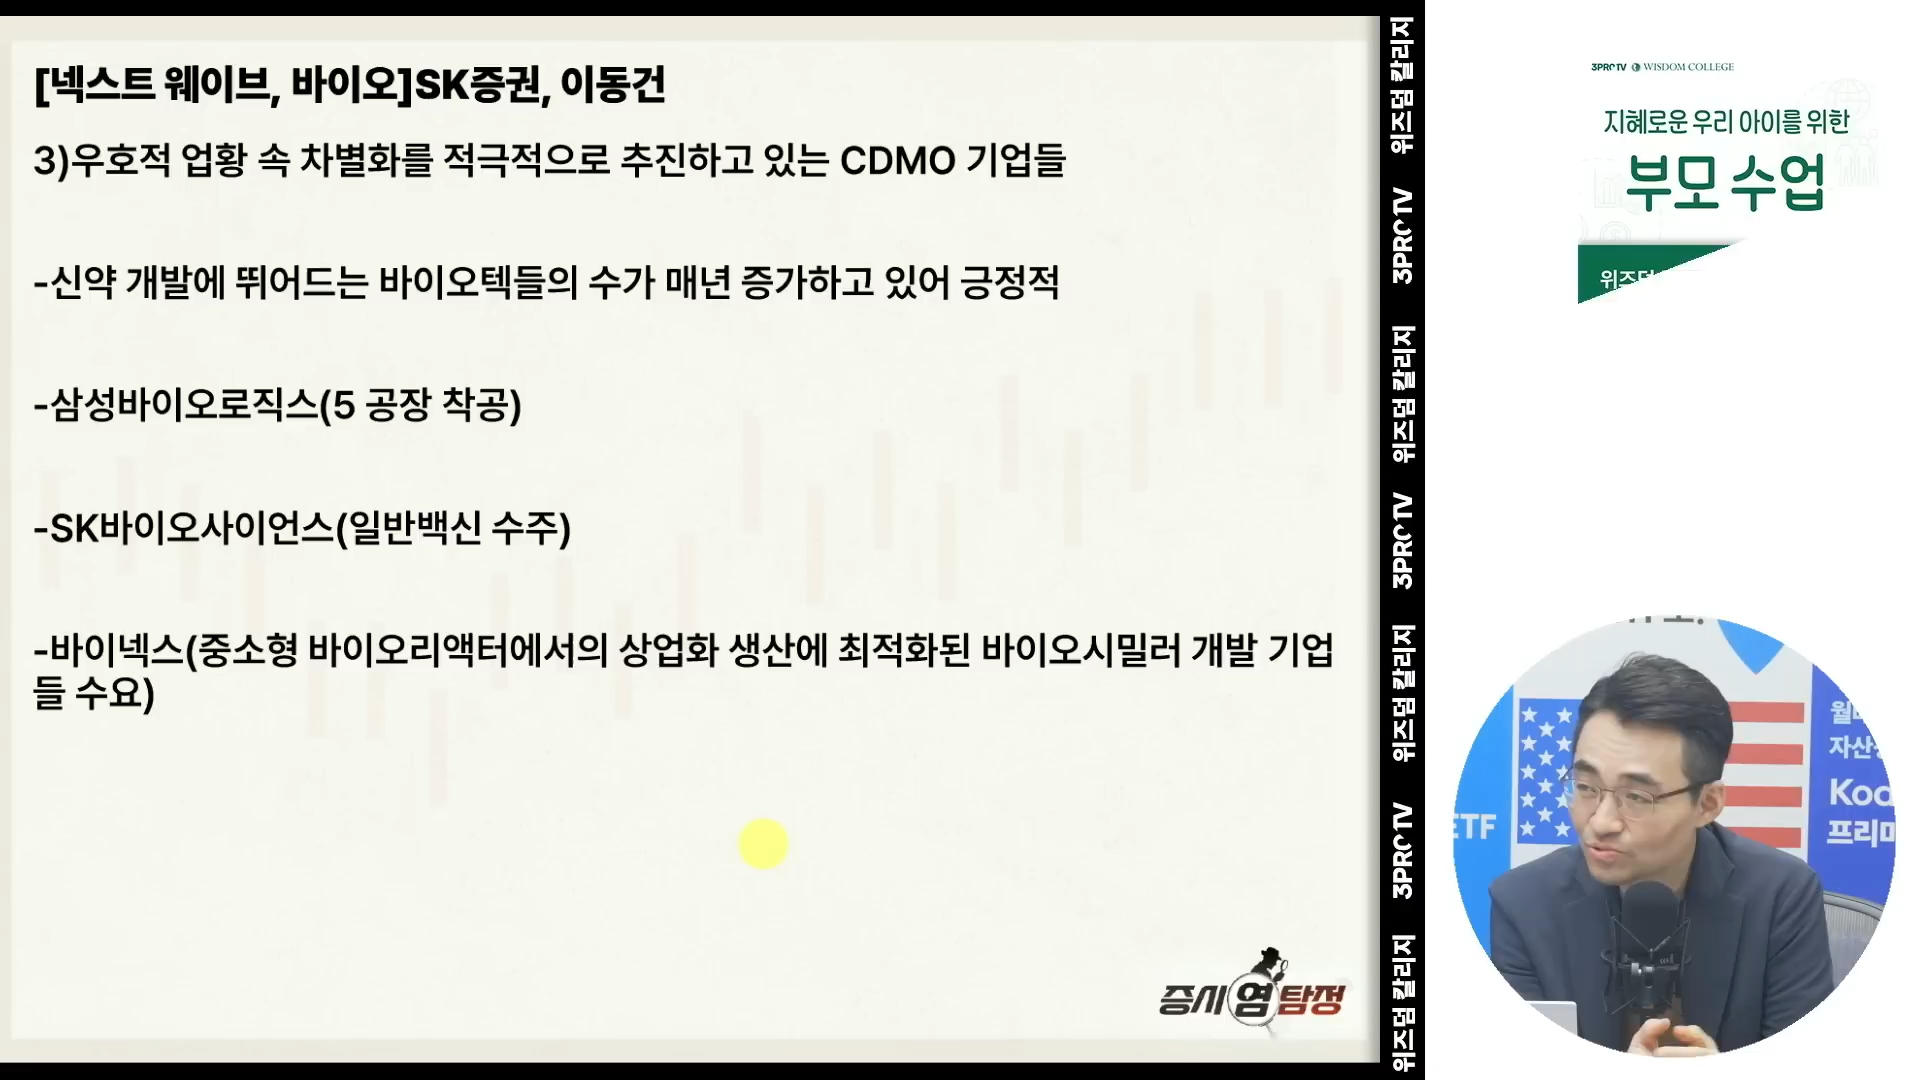 [넥스트 웨이브, 바이오]SK증권, 이동건
3)우호적 업황 속 차별화를 적극적으로 추진하고 있는 CDMO 기업들
-신약 개발에 뛰어드는 바이오텍들의 수가 매년 증가하고 있어 긍정적
-삼성바이오로직스(5 공장 착공)
-SK바이오사이언스(일반백신 수주)
-바이넥스(중소형 바이오리액터에서의 상업화 생산에 최적화된 바이오시밀러 개발 기업
들 수요)
증시염탐정
위즈덤 칼리지
3PROTV
위즈덤 칼리지
3PROTV
위즈덤 칼리지
3PROTV
위즈덤 칼리지
3PROTV WISDOM COLLEGE
지혜로운 우리 아이를 위한
부모 수업
ETF
자산
프리미